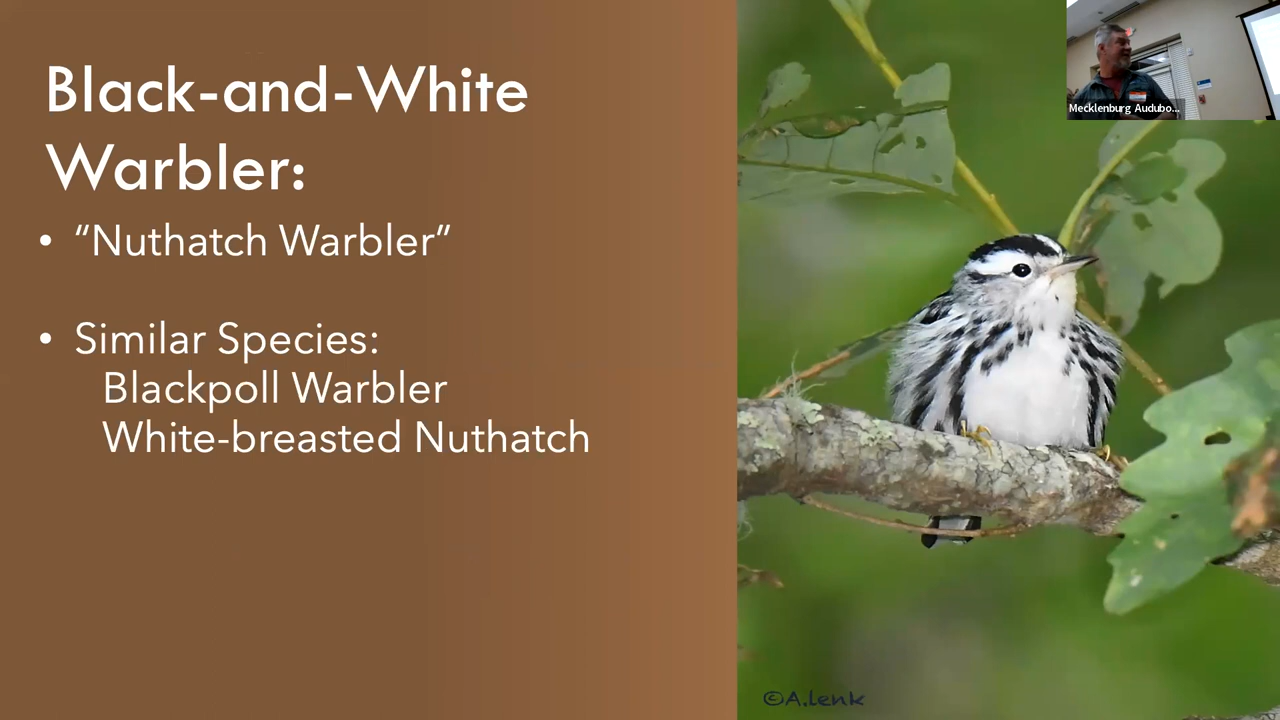 Black-and-White
Warbler:
• “Nuthatch Warbler”
• Similar Species:
Blackpoll Warbler
White-breasted Nuthatch
Mecklenburg Audubo...
©A.Lenk